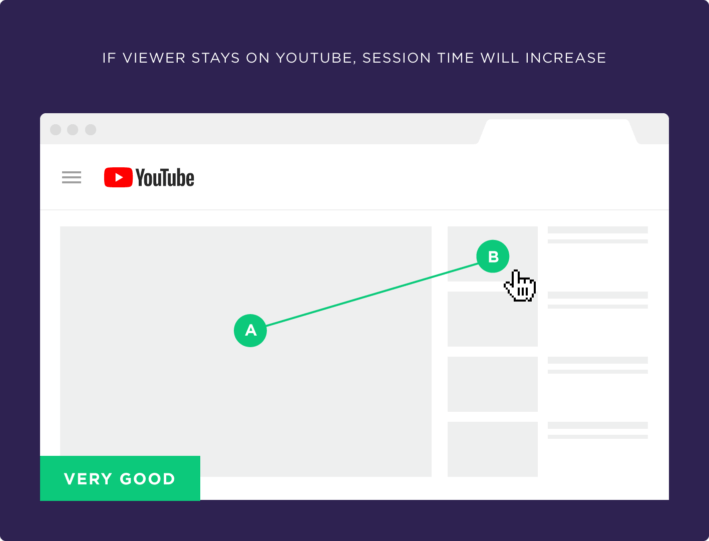 IF VIEWER STAYS ON YOUTUBE, SESSION TIME WILL INCREASE
YouTube
B
A
VERY GOOD